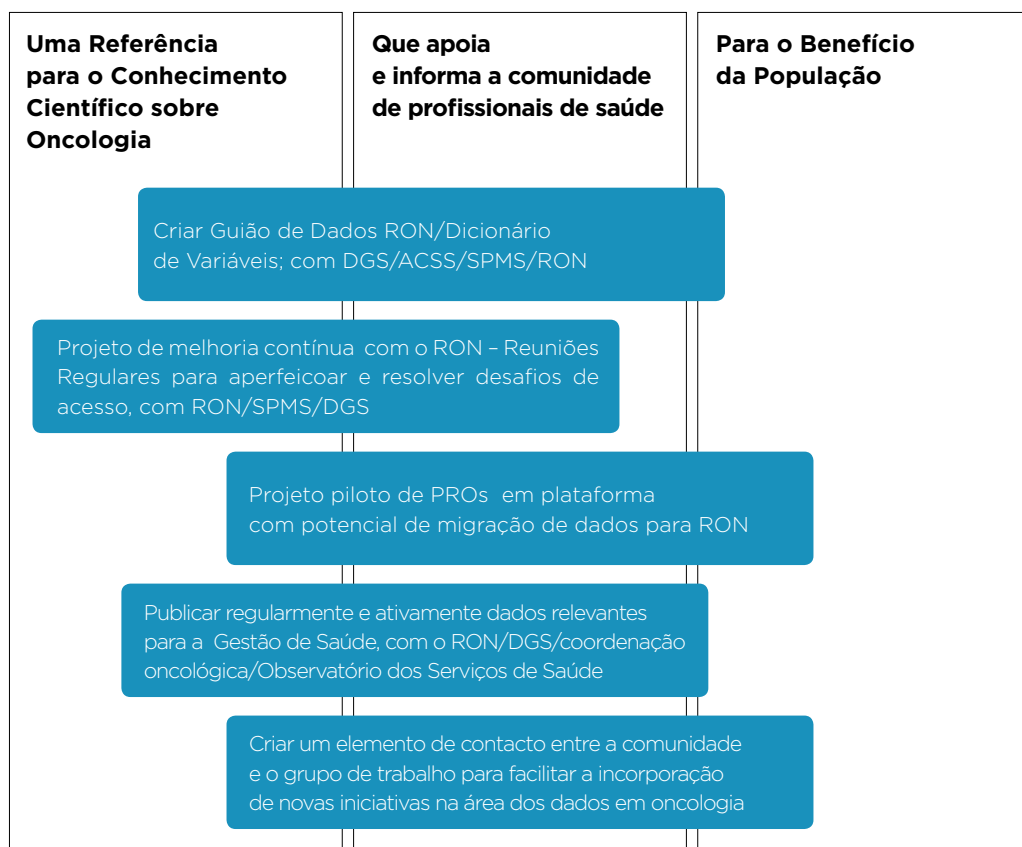 Uma Referência
para o Conhecimento
Científico sobre
Oncologia
Que apoia
e informa a comunidade
de profissionais de saúde
Para o Benefício
da População
Criar Guião de Dados RON/Dicionário
de Variáveis; com DGS/ACSS/SPMS/RON
Projeto de melhoria contínua com o RON – Reuniões
Regulares para aperfeicoar e resolver desafios de
acesso, com RON/SPMS/DGS
Projeto piloto de PROs em plataforma
com potencial de migração de dados para RON
Publicar regularmente e ativamente dados relevantes
para a Gestão de Saúde, com o RON/DGS/coordenação
oncológica/Observatório dos Serviços de Saúde
Criar um elemento de contacto entre a comunidade
e o grupo de trabalho para facilitar a incorporação
de novas iniciativas na área dos dados em oncologia